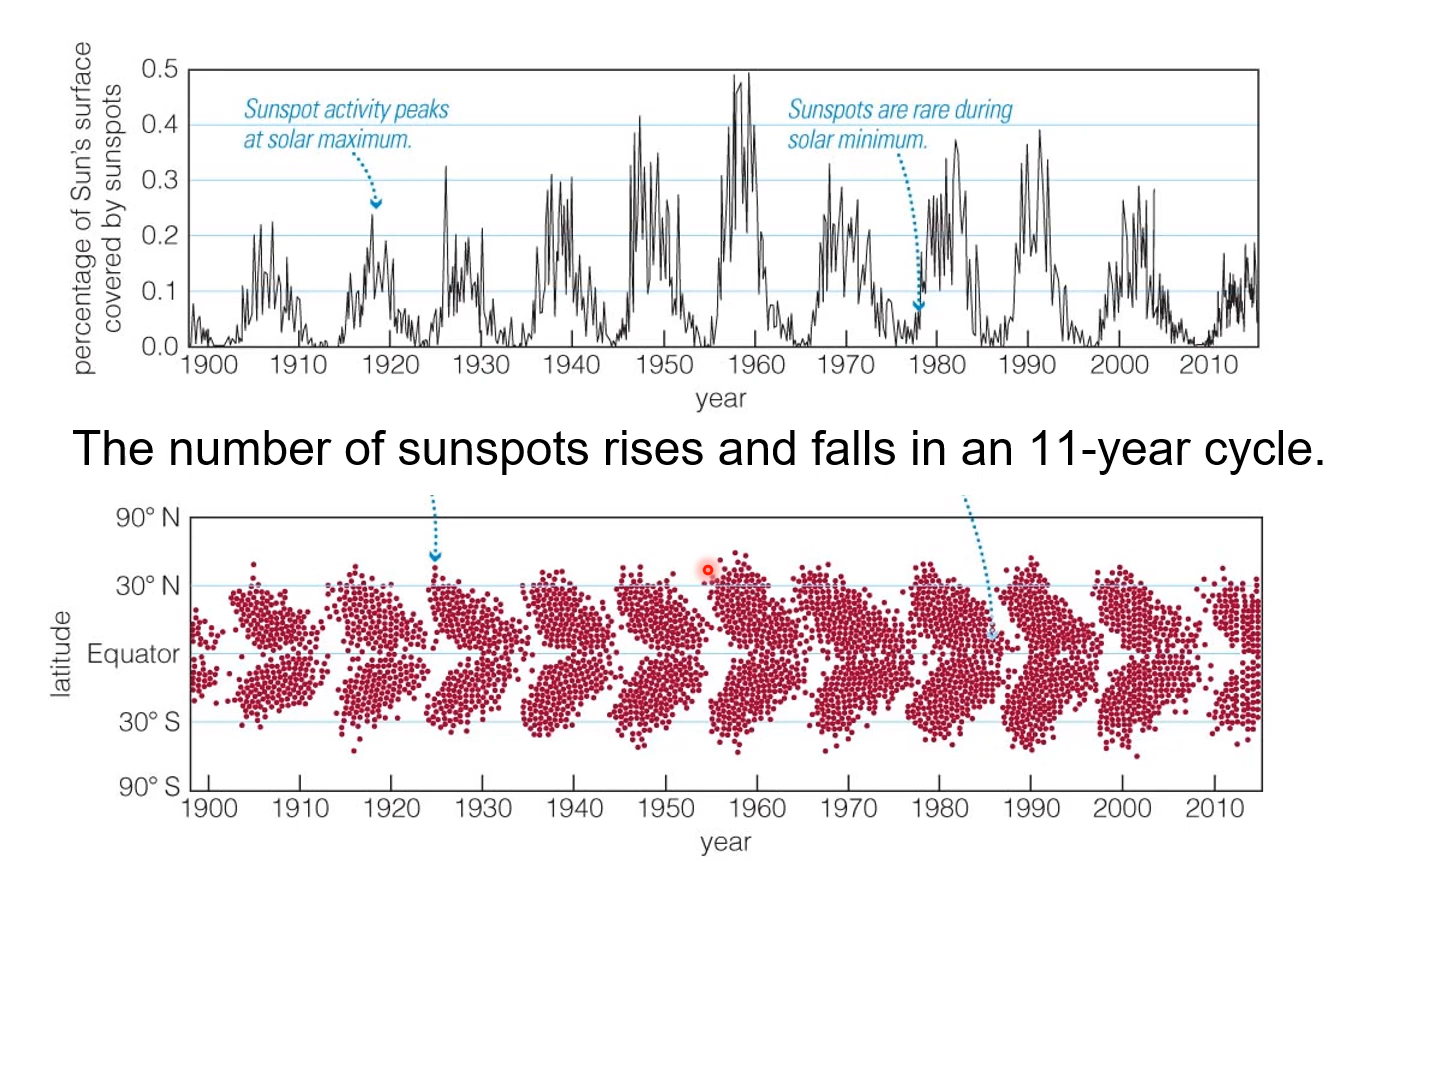 percentage of Sun's surface
covered by sunspots
0.5
0.4
0.3
0.2
0.1
0.0
Sunspot activity peaks
at solar maximum.
Sunspots are rare during
solar minimum.
1900 1910 1920 1930 1940 1950 1960 1970 1980 1990 2000 2010
year
The number of sunspots rises and falls in an 11-year cycle.
latitude
90° N
30° N
Equator
30° S
90° S
1900 1910 1920 1930 1940 1950 1960 1970 1980 1990 2000 2010
year